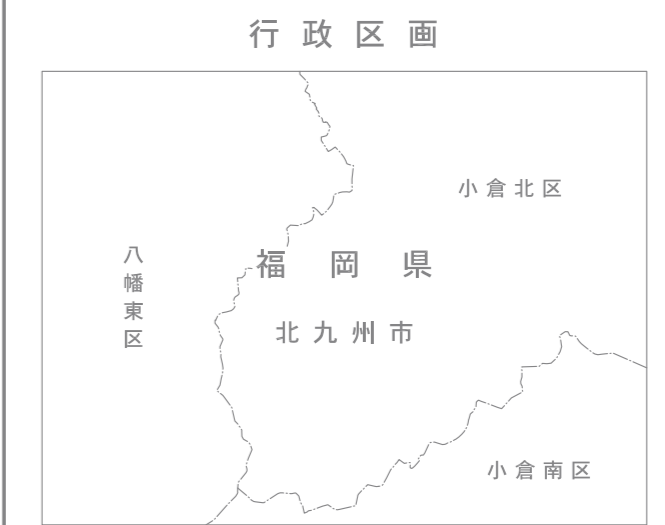 行政区画
小倉北区
八幡東区
福岡県
北九州市
小倉南区